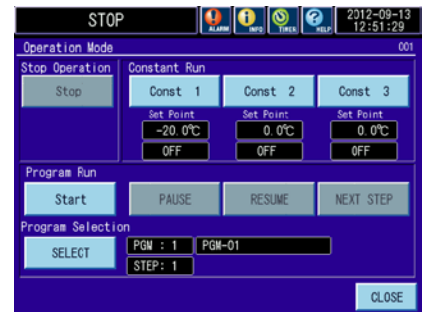 STOP
ALARM
INFO
TIMER
HELP
2012-09-13
12:51:29
Operation Mode
001
Stop Operation
Constant Run
Stop
Const 1
Const 2
Const 3
Set Point
Set Point
Set Point
-20.0℃
0.0℃
0.0℃
OFF
OFF
OFF
Program Run
Start
PAUSE
RESUME
NEXT STEP
Program Selection
SELECT
PGM : 1
PGM-01
STEP: 1
CLOSE